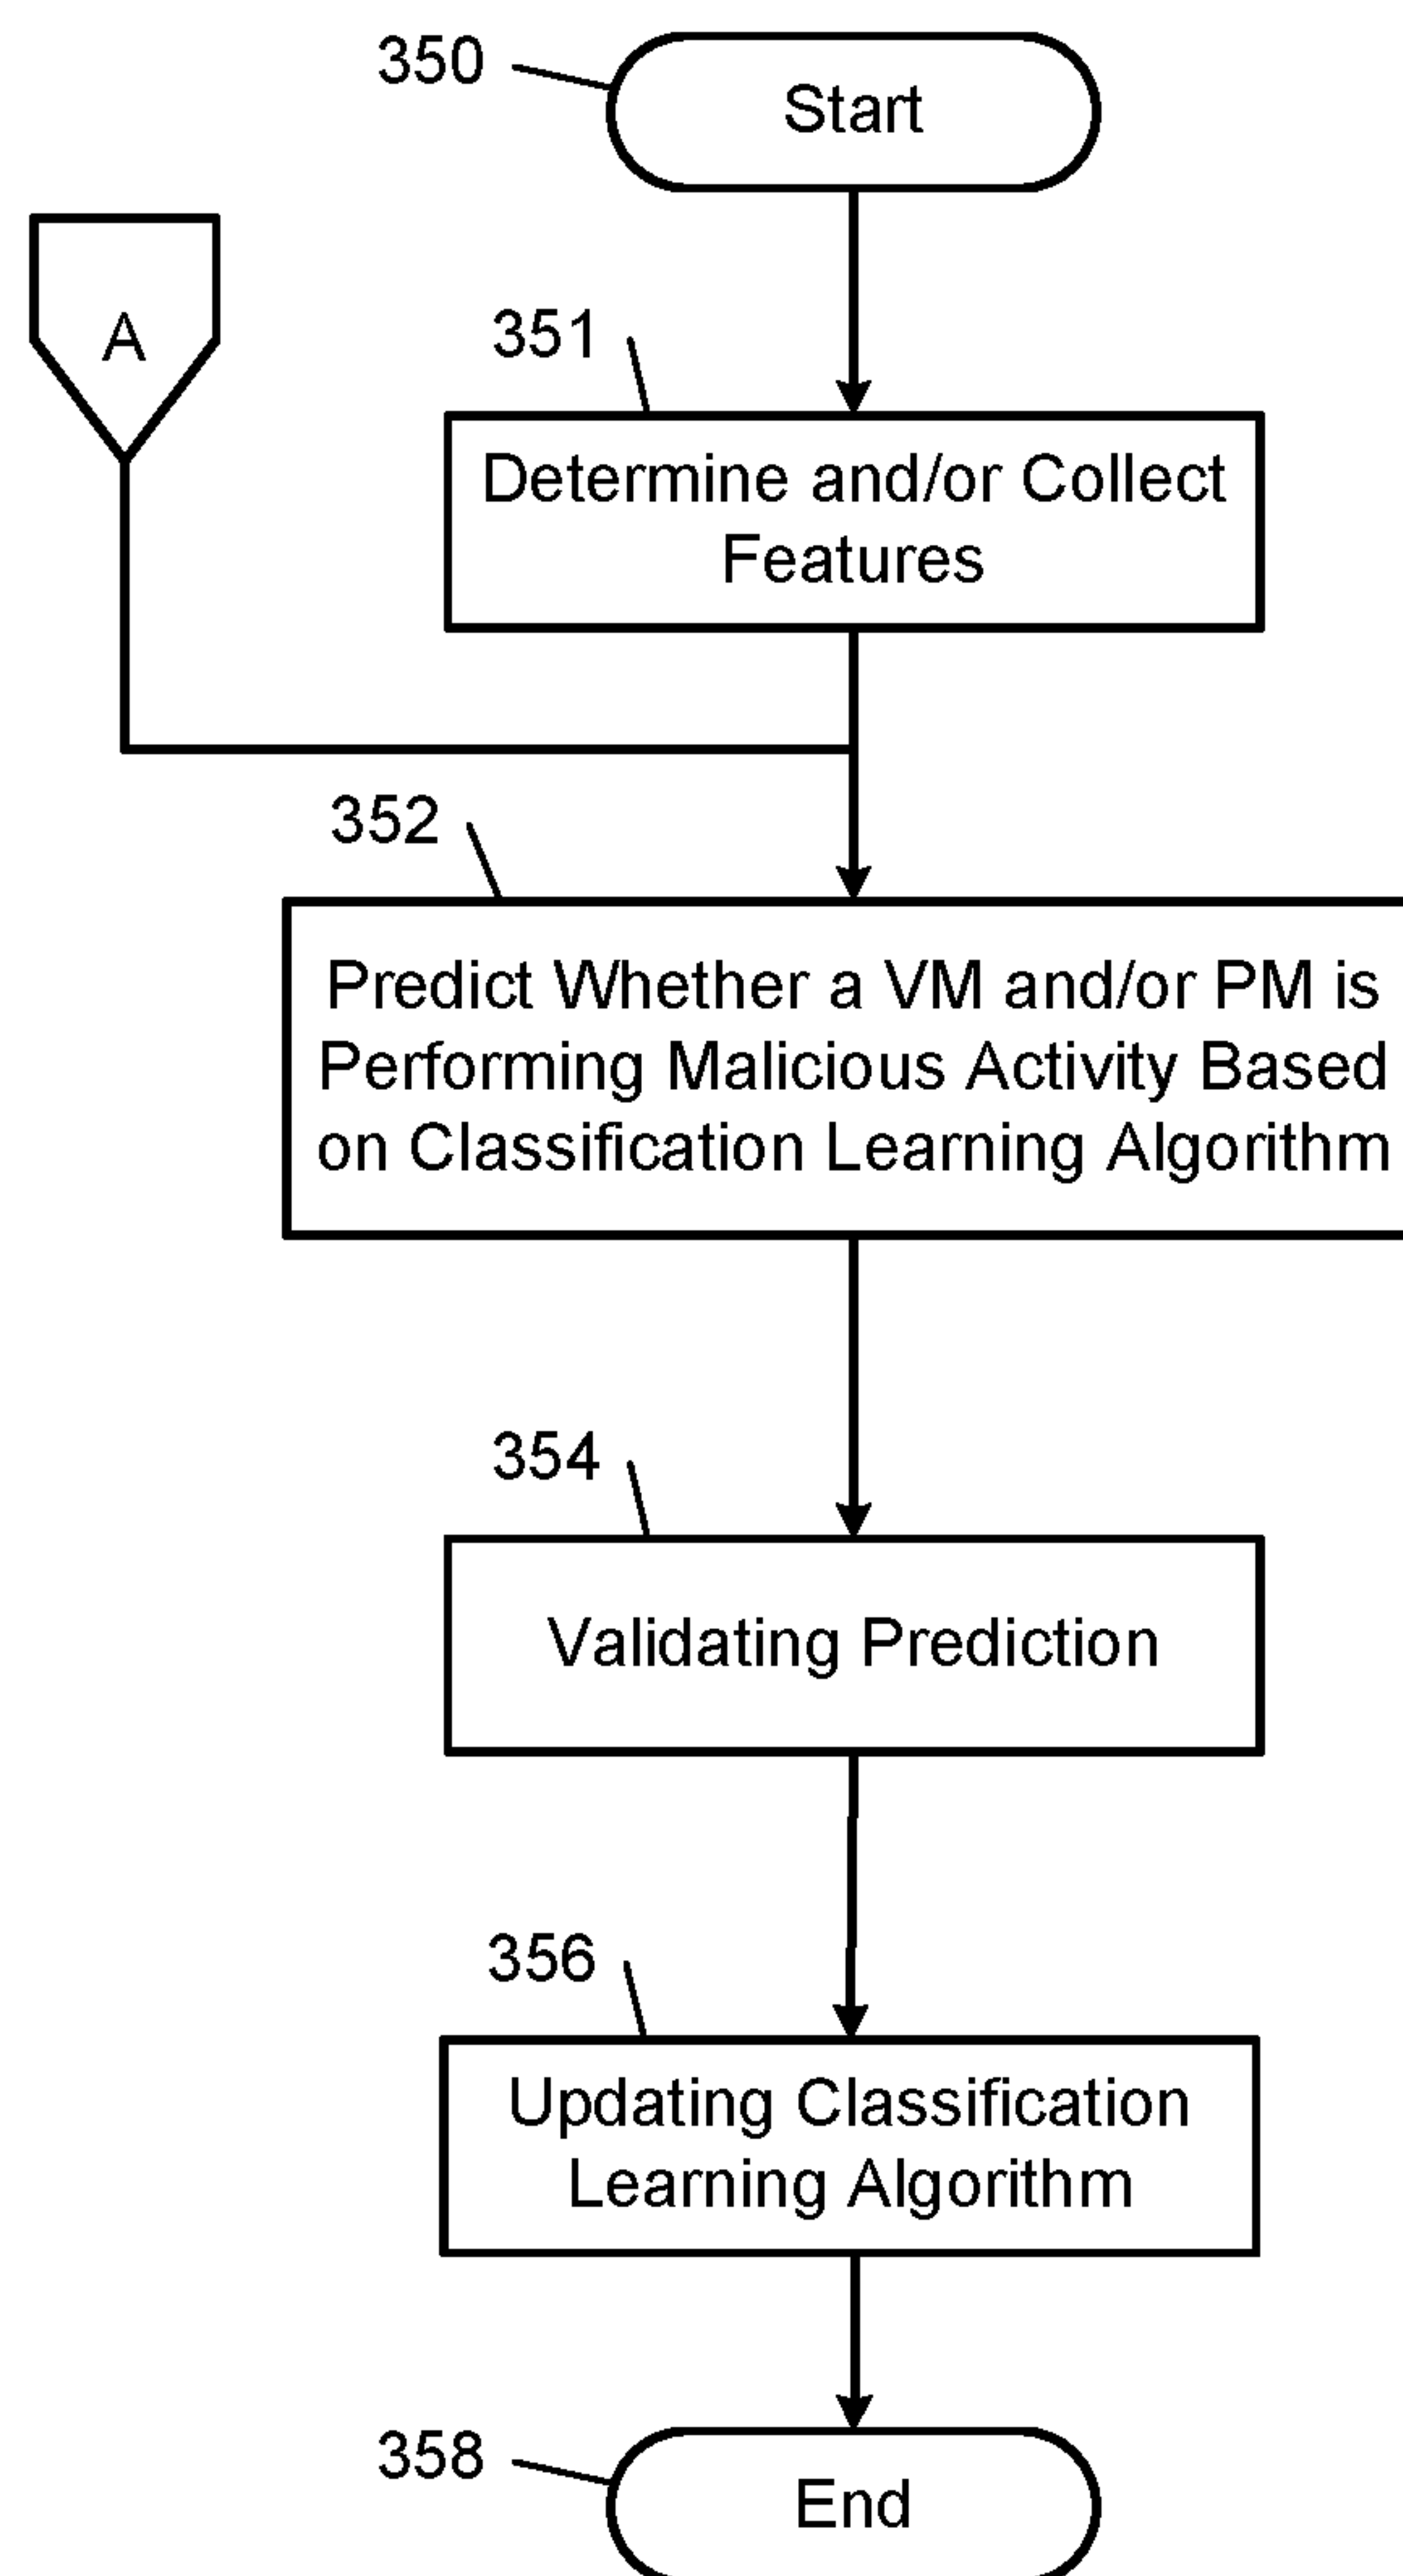 350
Start
A
351
Determine and/or Collect
Features
352
Predict Whether a VM and/or PM is
Performing Malicious Activity Based
on Classification Learning Algorithm
354
Validating Prediction
356
Updating Classification
Learning Algorithm
358
End